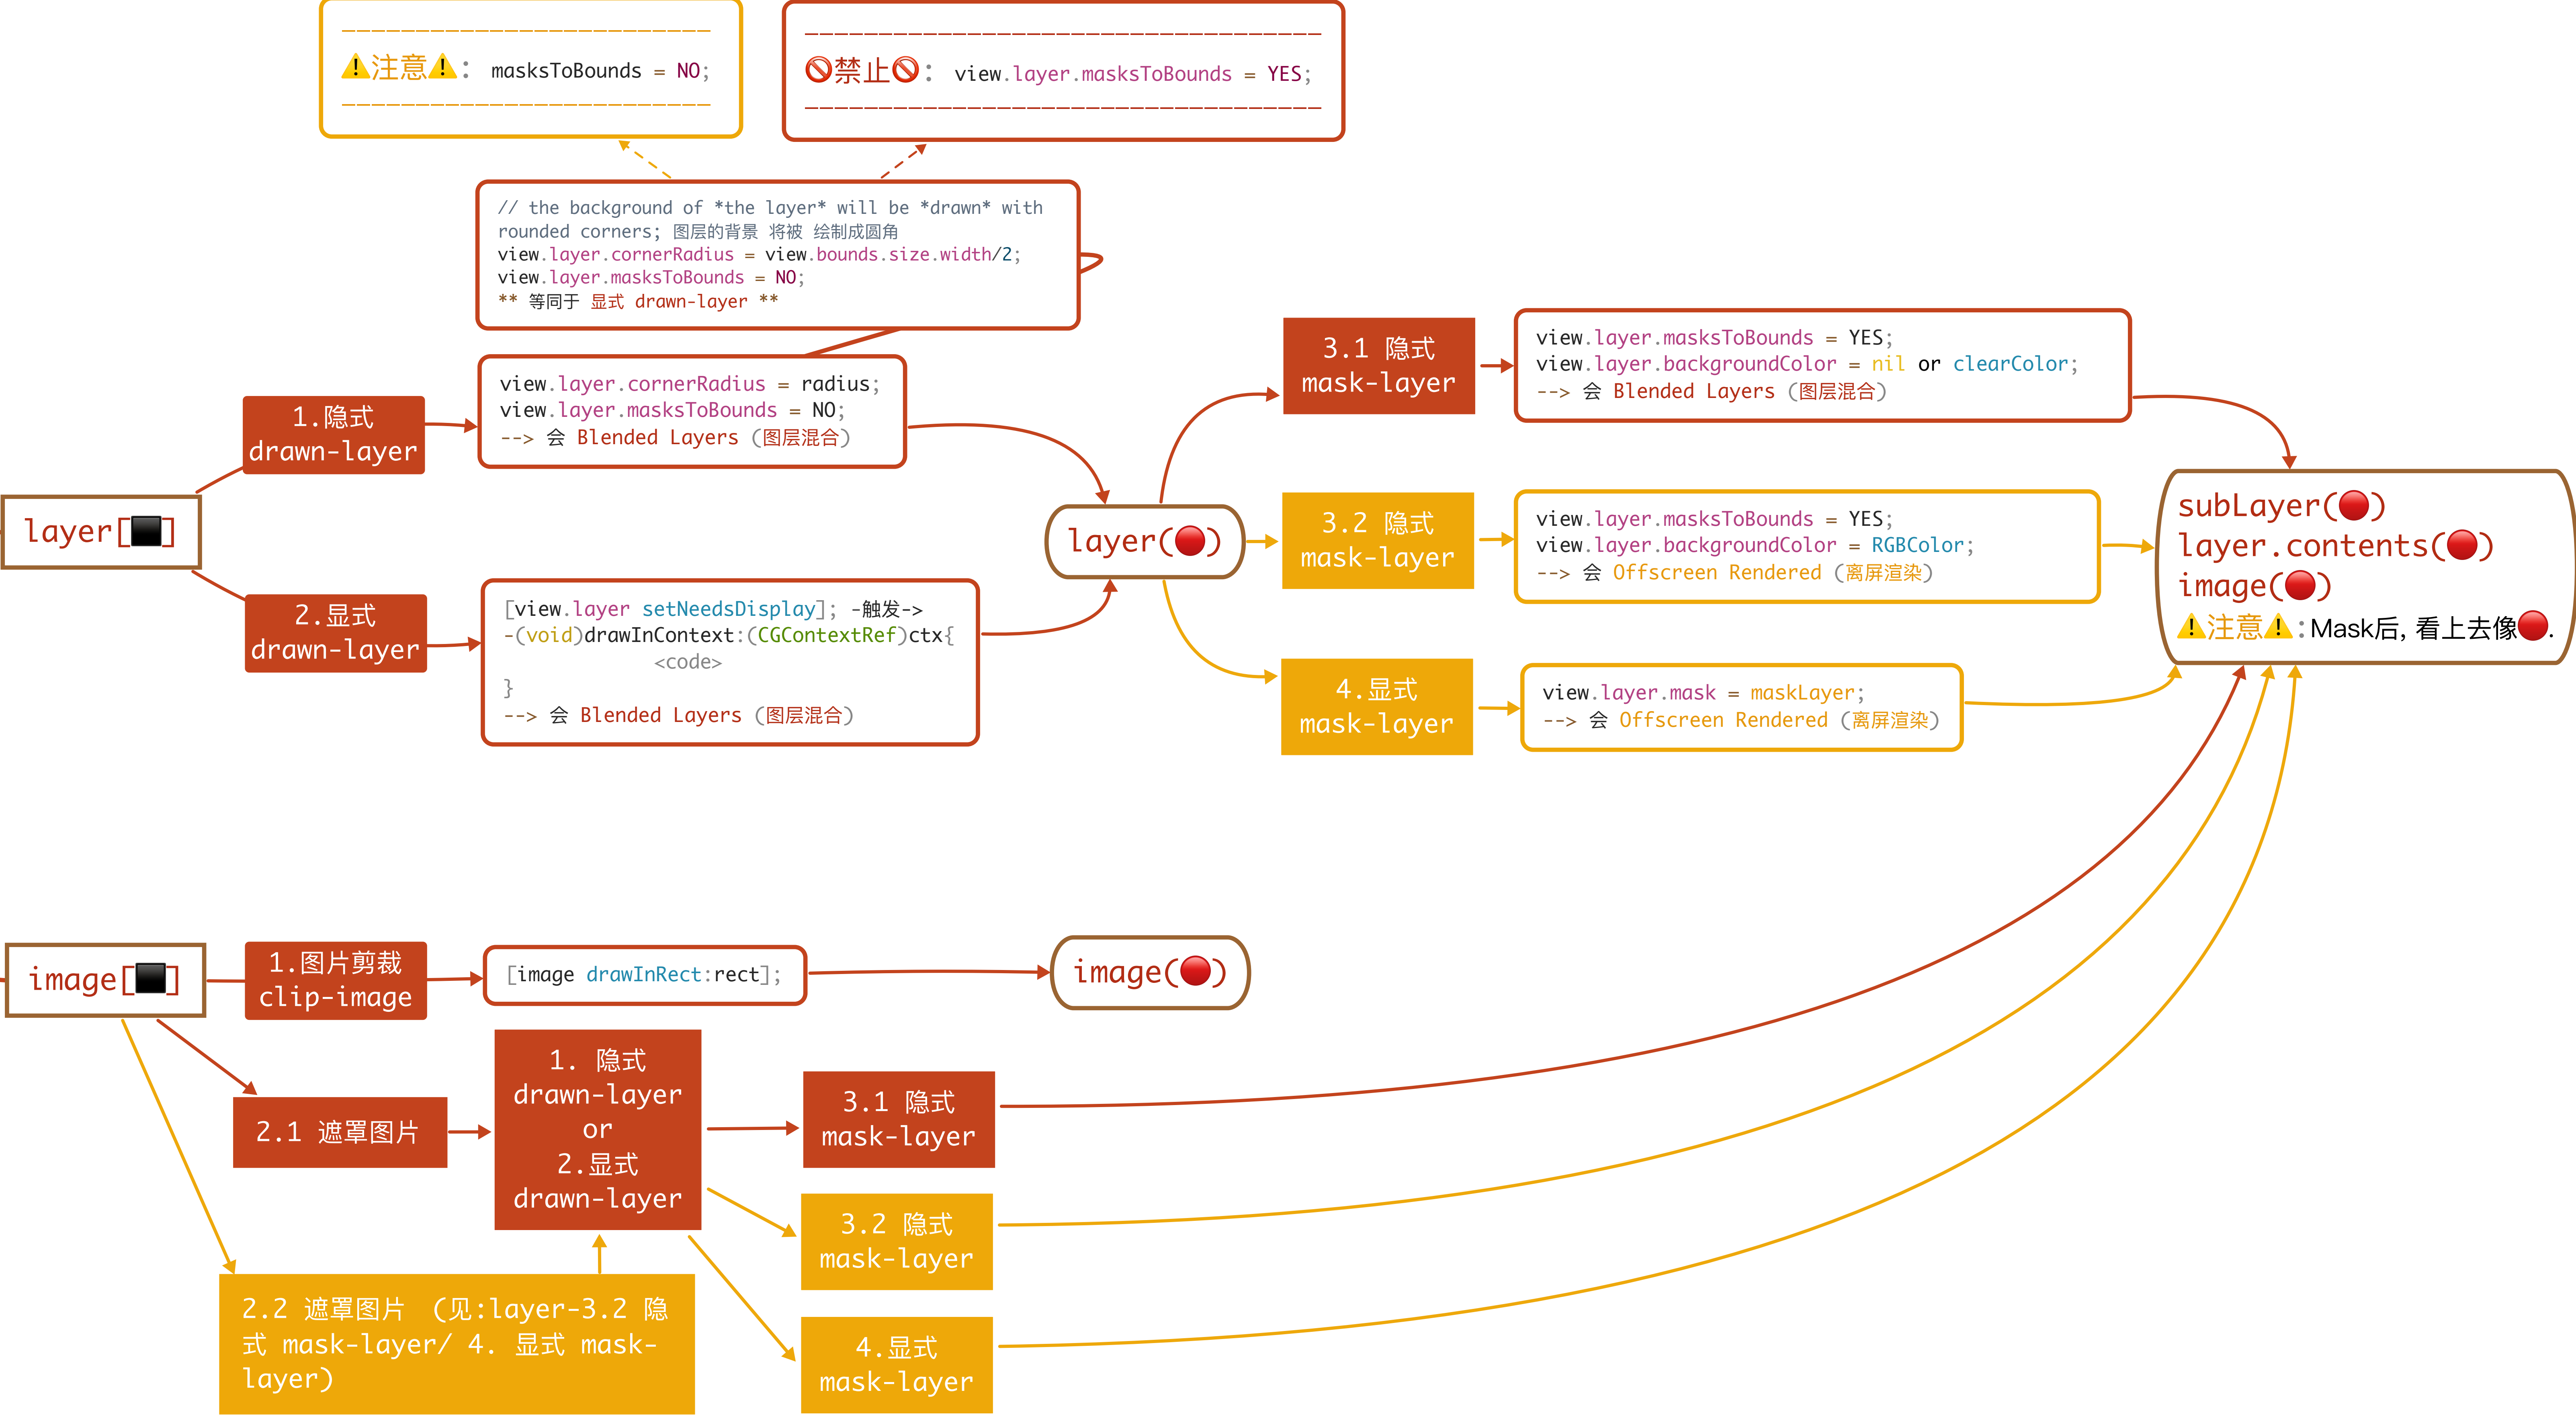 ⚠️注意⚠️: masksToBounds = NO;
🚫禁止🚫: view.layer.masksToBounds = YES;
// the background of *the layer* will be *drawn* with
rounded corners; 图层的背景 将被 绘制成圆角
view.layer.cornerRadius = view.bounds.size.width/2;
view.layer.masksToBounds = NO;
** 等同于 显式 drawn-layer **
layer[⬛]
1.隐式
drawn-layer
view.layer.cornerRadius = radius;
view.layer.masksToBounds = NO;
--> 会 Blended Layers (图层混合)
2.显式
drawn-layer
[view.layer setNeedsDisplay]; -触发->
-(void)drawInContext:(CGContextRef)ctx{
<code>
}
--> 会 Blended Layers (图层混合)
layer(🔴)
3.1 隐式
mask-layer
view.layer.masksToBounds = YES;
view.layer.backgroundColor = nil or clearColor;
--> 会 Blended Layers (图层混合)
3.2 隐式
mask-layer
view.layer.masksToBounds = YES;
view.layer.backgroundColor = RGBColor;
--> 会 Offscreen Rendered (离屏渲染)
4.显式
mask-layer
view.layer.mask = maskLayer;
--> 会 Offscreen Rendered (离屏渲染)
subLayer(🔴)
layer.contents(🔴)
image(🔴)
⚠️注意⚠️:Mask后, 看上去像🔴.
image[⬛]
1.图片剪裁
clip-image
[image drawInRect:rect];
image(🔴)
2.1 遮罩图片
1. 隐式
drawn-layer
or
2.显式
drawn-layer
3.1 隐式
mask-layer
3.2 隐式
mask-layer
4.显式
mask-layer
2.2 遮罩图片 (见:layer-3.2 隐
式 mask-layer/ 4. 显式 mask-
layer)